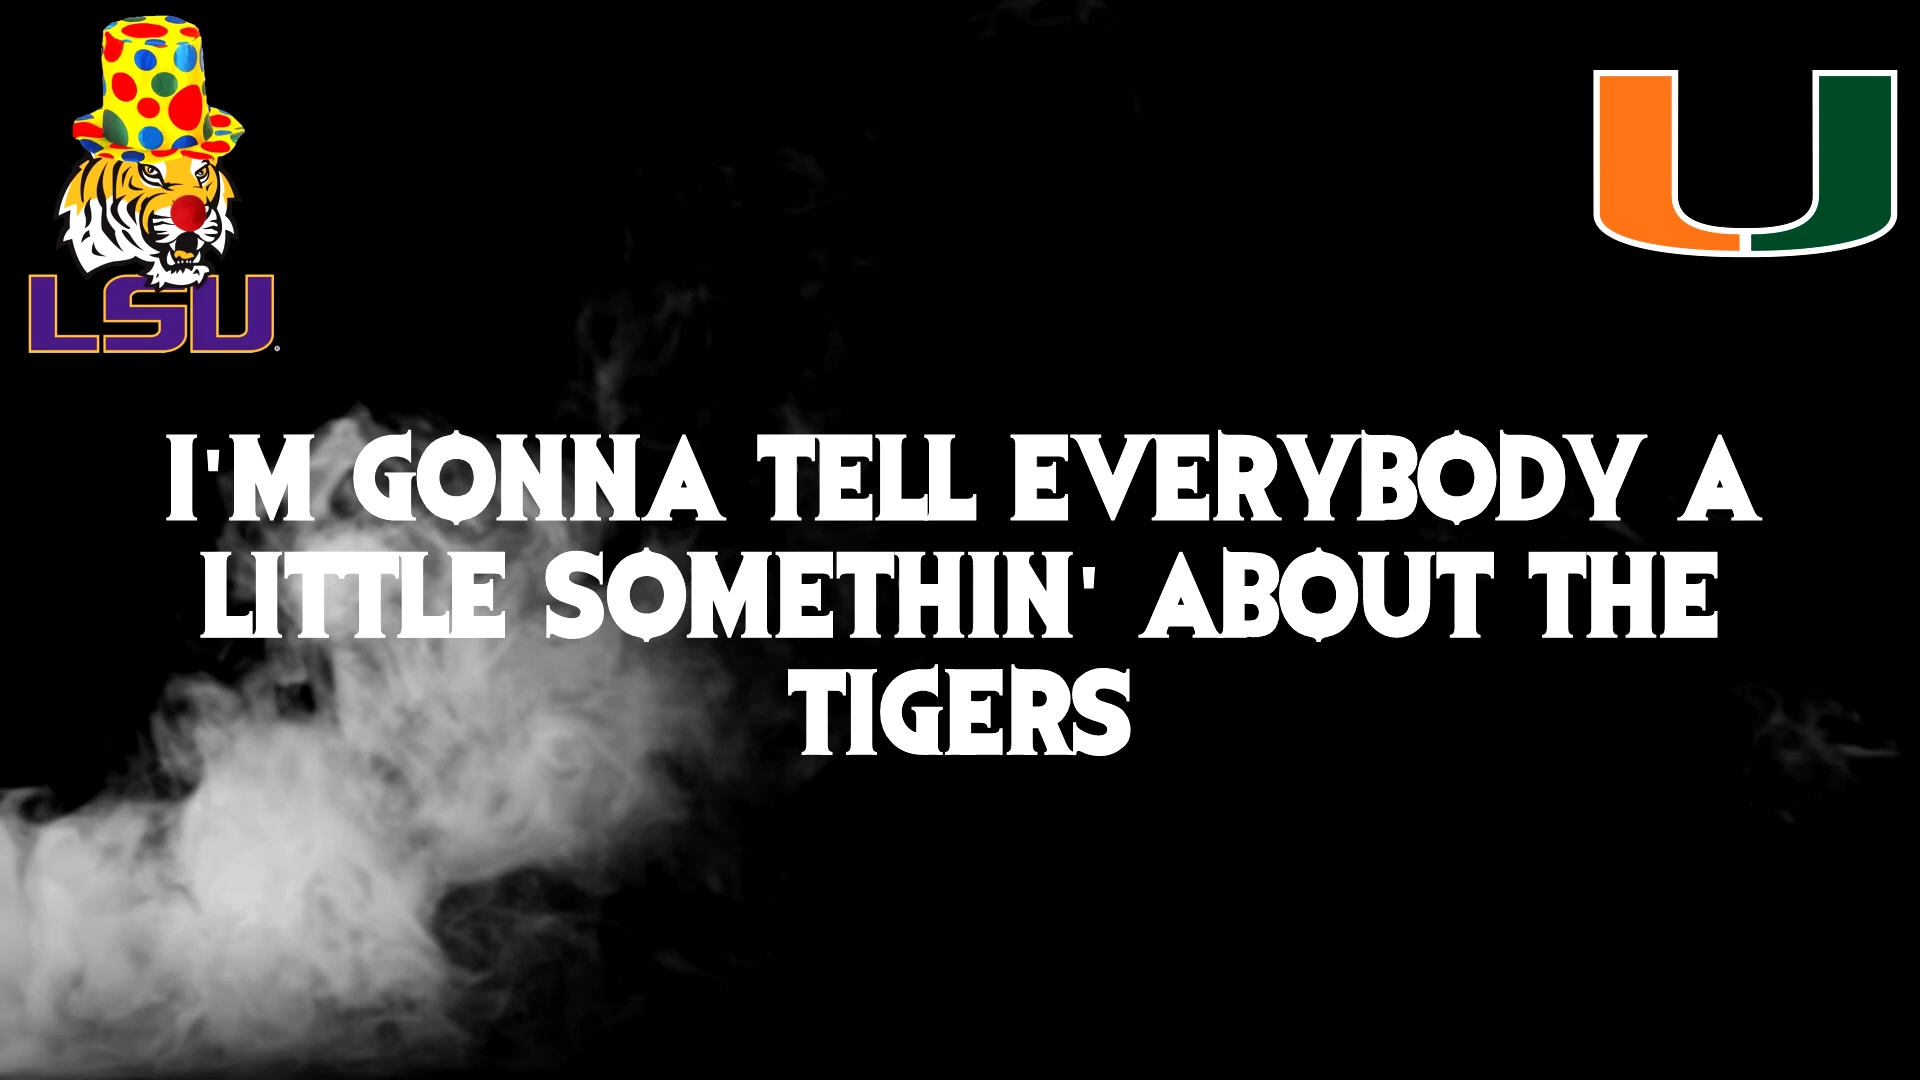 LSU
U
I'M GONNA TELL EVERYBODY A
LITTLE SOMETHIN' ABOUT THE
TIGERS